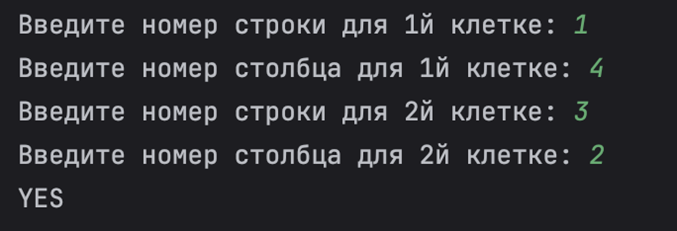 Введите номер строки для 1й клетке: 1
Введите номер столбца для 1й клетке: 4
Введите номер строки для 2й клетке: 3
Введите номер столбца для 2й клетке: 2
YES